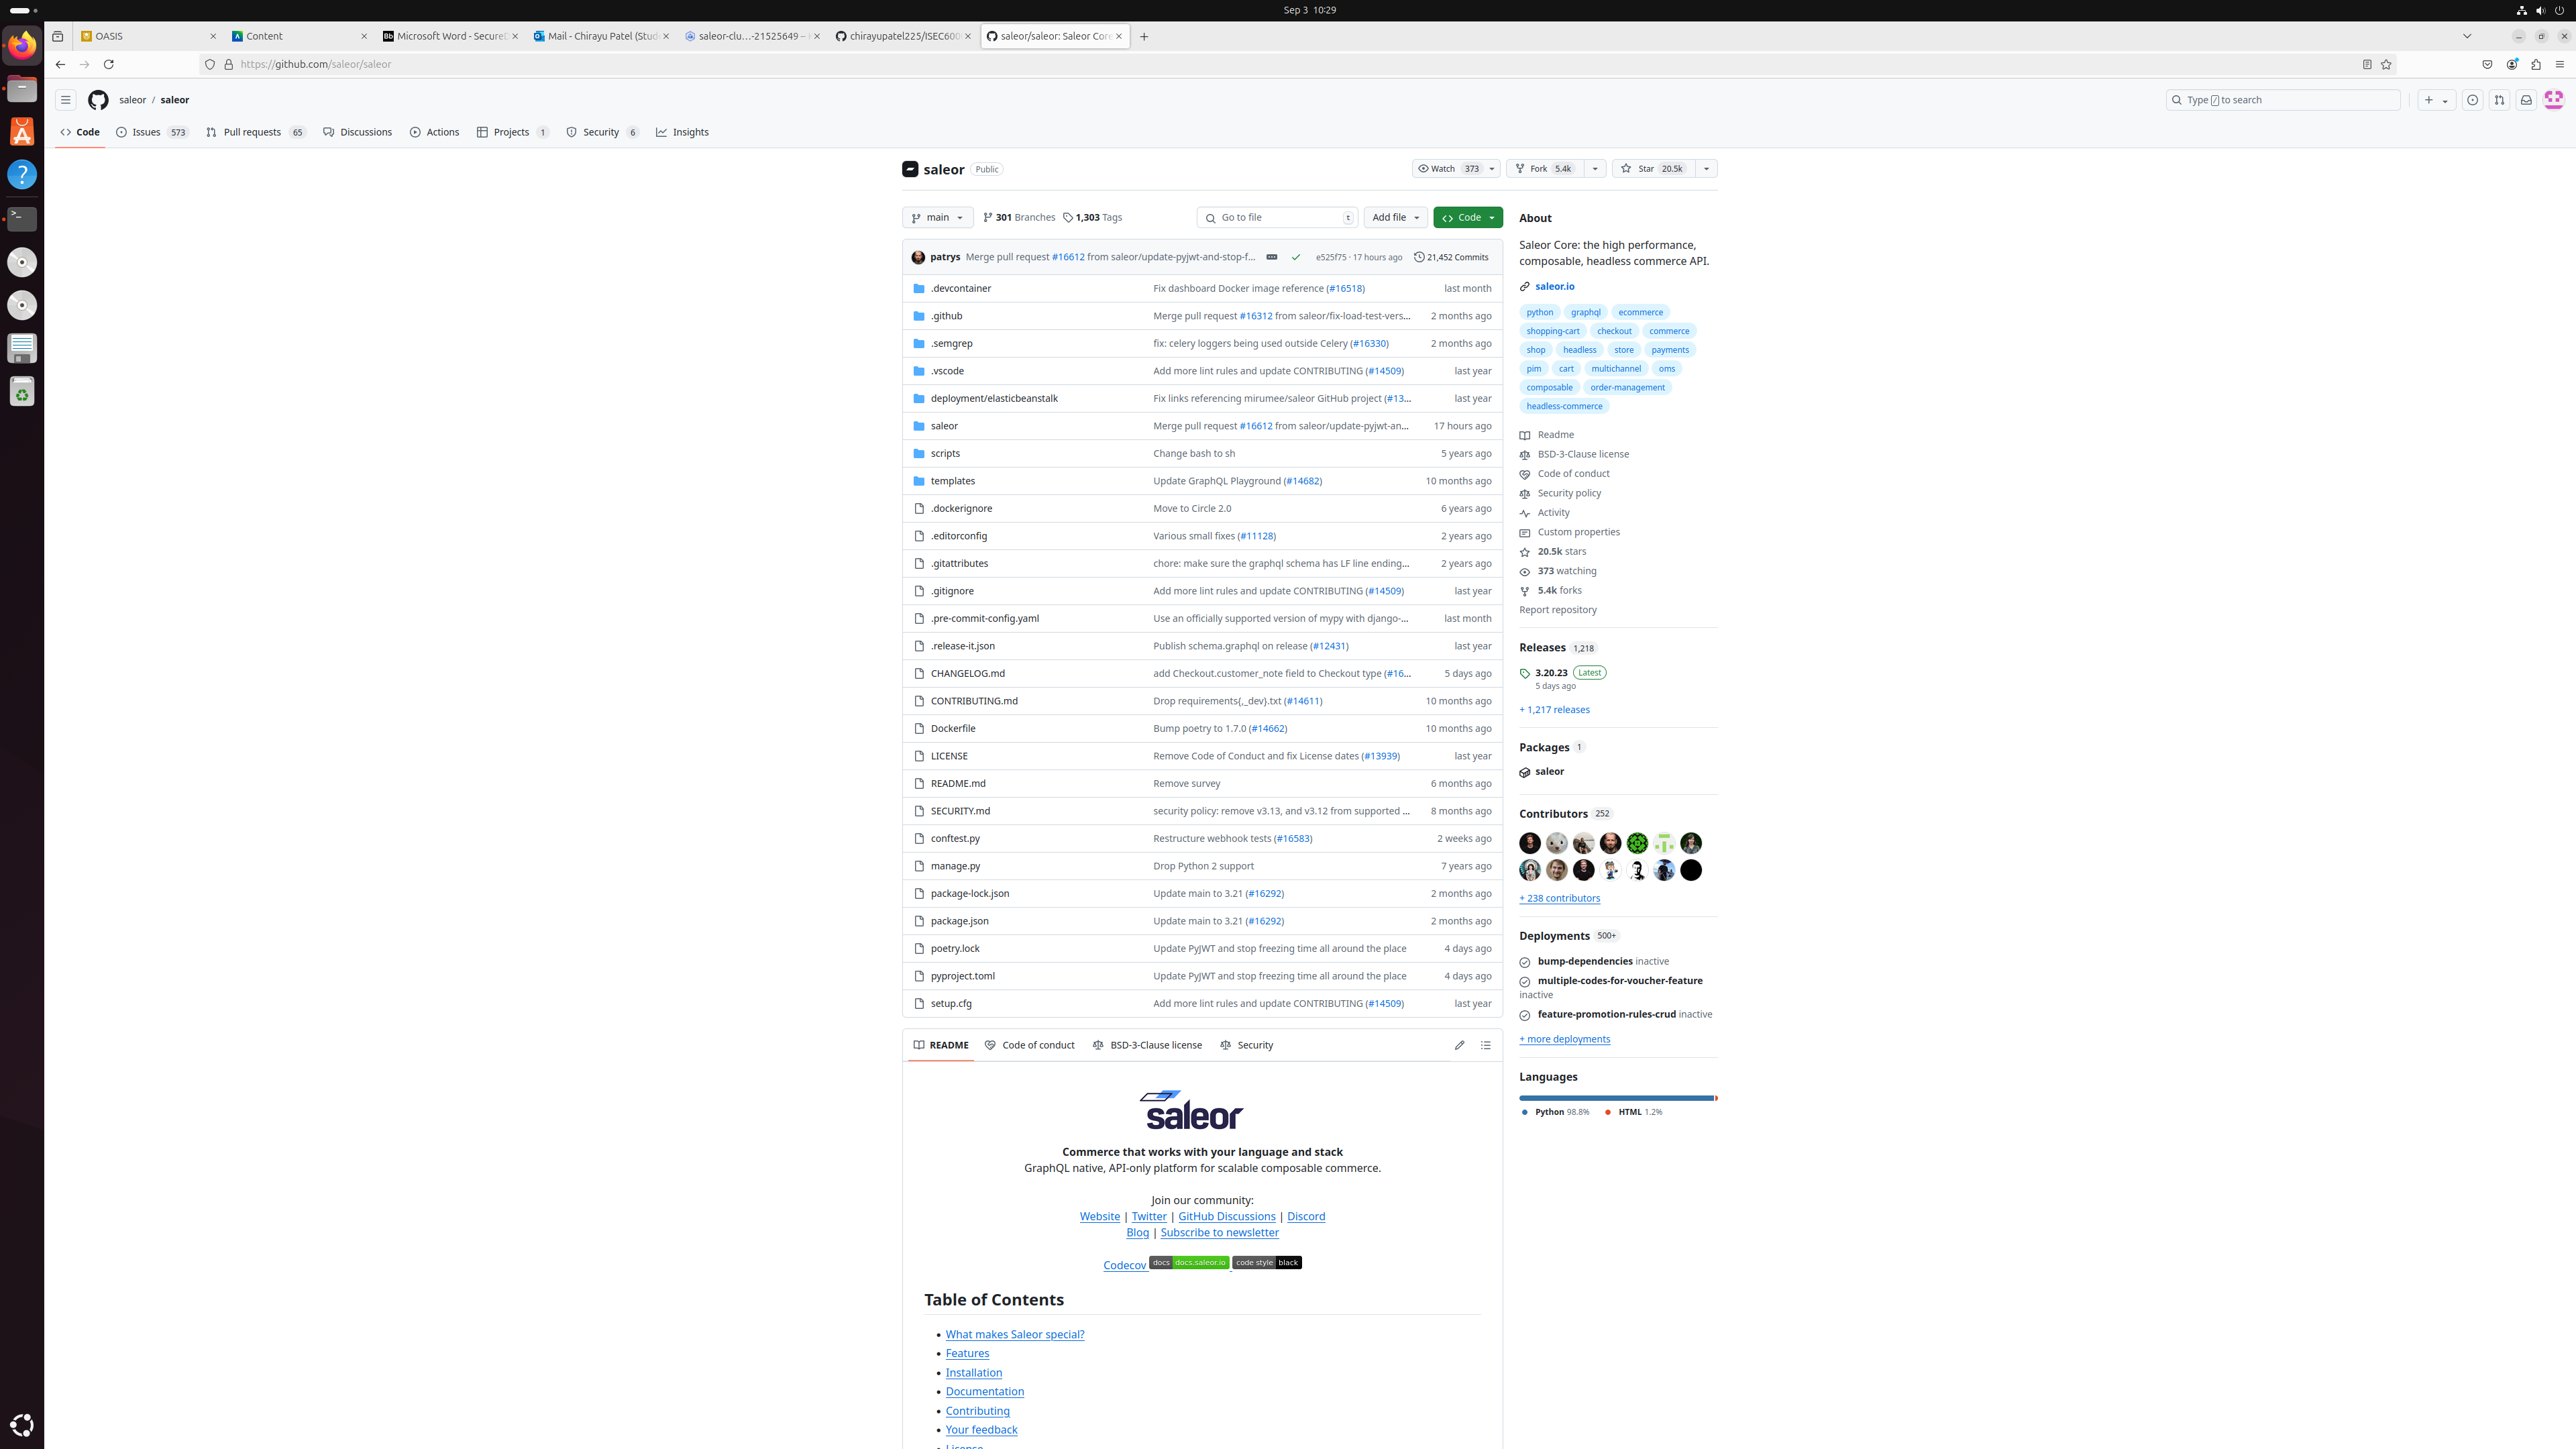 Sep 3 10:29
OASIS
Content
Microsoft Word - SecureD
Mail - Chirayu Patel (Stud
saleor-clu…-21525649 –
chirayupatel225/ISEC600
saleor/saleor: Saleor Core
https://github.com/saleor/saleor
saleor / saleor
Type / to search
Code
Issues 573
Pull requests 65
Discussions
Actions
Projects 1
Security 6
Insights
saleor Public
Watch 373
Fork 5.4k
Star 20.5k
main
301 Branches
1,303 Tags
Go to file t
Add file
Code
patrys Merge pull request #16612 from saleor/update-pyjwt-and-stop-f… e525f75 · 17 hours ago 21,452 Commits
.devcontainer Fix dashboard Docker image reference (#16518) last month
.github Merge pull request #16312 from saleor/fix-load-test-vers… 2 months ago
.semgrep fix: celery loggers being used outside Celery (#16330) 2 months ago
.vscode Add more lint rules and update CONTRIBUTING (#14509) last year
deployment/elasticbeanstalk Fix links referencing mirumee/saleor GitHub project (#13… last year
saleor Merge pull request #16612 from saleor/update-pyjwt-an… 17 hours ago
scripts Change bash to sh 5 years ago
templates Update GraphQL Playground (#14682) 10 months ago
.dockerignore Move to Circle 2.0 6 years ago
.editorconfig Various small fixes (#11128) 2 years ago
.gitattributes chore: make sure the graphql schema has LF line ending… 2 years ago
.gitignore Add more lint rules and update CONTRIBUTING (#14509) last year
.pre-commit-config.yaml Use an officially supported version of mypy with django-… last month
.release-it.json Publish schema.graphql on release (#12431) last year
CHANGELOG.md add Checkout.customer_note field to Checkout type (#16… 5 days ago
CONTRIBUTING.md Drop requirements{,_dev}.txt (#14611) 10 months ago
Dockerfile Bump poetry to 1.7.0 (#14662) 10 months ago
LICENSE Remove Code of Conduct and fix License dates (#13939) last year
README.md Remove survey 6 months ago
SECURITY.md security policy: remove v3.13, and v3.12 from supported … 8 months ago
conftest.py Restructure webhook tests (#16583) 2 weeks ago
manage.py Drop Python 2 support 7 years ago
package-lock.json Update main to 3.21 (#16292) 2 months ago
package.json Update main to 3.21 (#16292) 2 months ago
poetry.lock Update PyJWT and stop freezing time all around the place 4 days ago
pyproject.toml Update PyJWT and stop freezing time all around the place 4 days ago
setup.cfg Add more lint rules and update CONTRIBUTING (#14509) last year
README
Code of conduct
BSD-3-Clause license
Security
saleor
Commerce that works with your language and stack
GraphQL native, API-only platform for scalable composable commerce.
Join our community:
Website | Twitter | GitHub Discussions | Discord
Blog | Subscribe to newsletter
Codecov docs docs.saleor.io code style black
Table of Contents
• What makes Saleor special?
• Features
• Installation
• Documentation
• Contributing
• Your feedback
• License
About
Saleor Core: the high performance,
composable, headless commerce API.
saleor.io
python graphql ecommerce
shopping-cart checkout commerce
shop headless store payments
pim cart multichannel oms
composable order-management
headless-commerce
Readme
BSD-3-Clause license
Code of conduct
Security policy
Activity
Custom properties
20.5k stars
373 watching
5.4k forks
Report repository
Releases 1,218
3.20.23 Latest
5 days ago
+ 1,217 releases
Packages 1
saleor
Contributors 252
+ 238 contributors
Deployments 500+
bump-dependencies inactive
multiple-codes-for-voucher-feature
inactive
feature-promotion-rules-crud inactive
+ more deployments
Languages
Python 98.8% HTML 1.2%